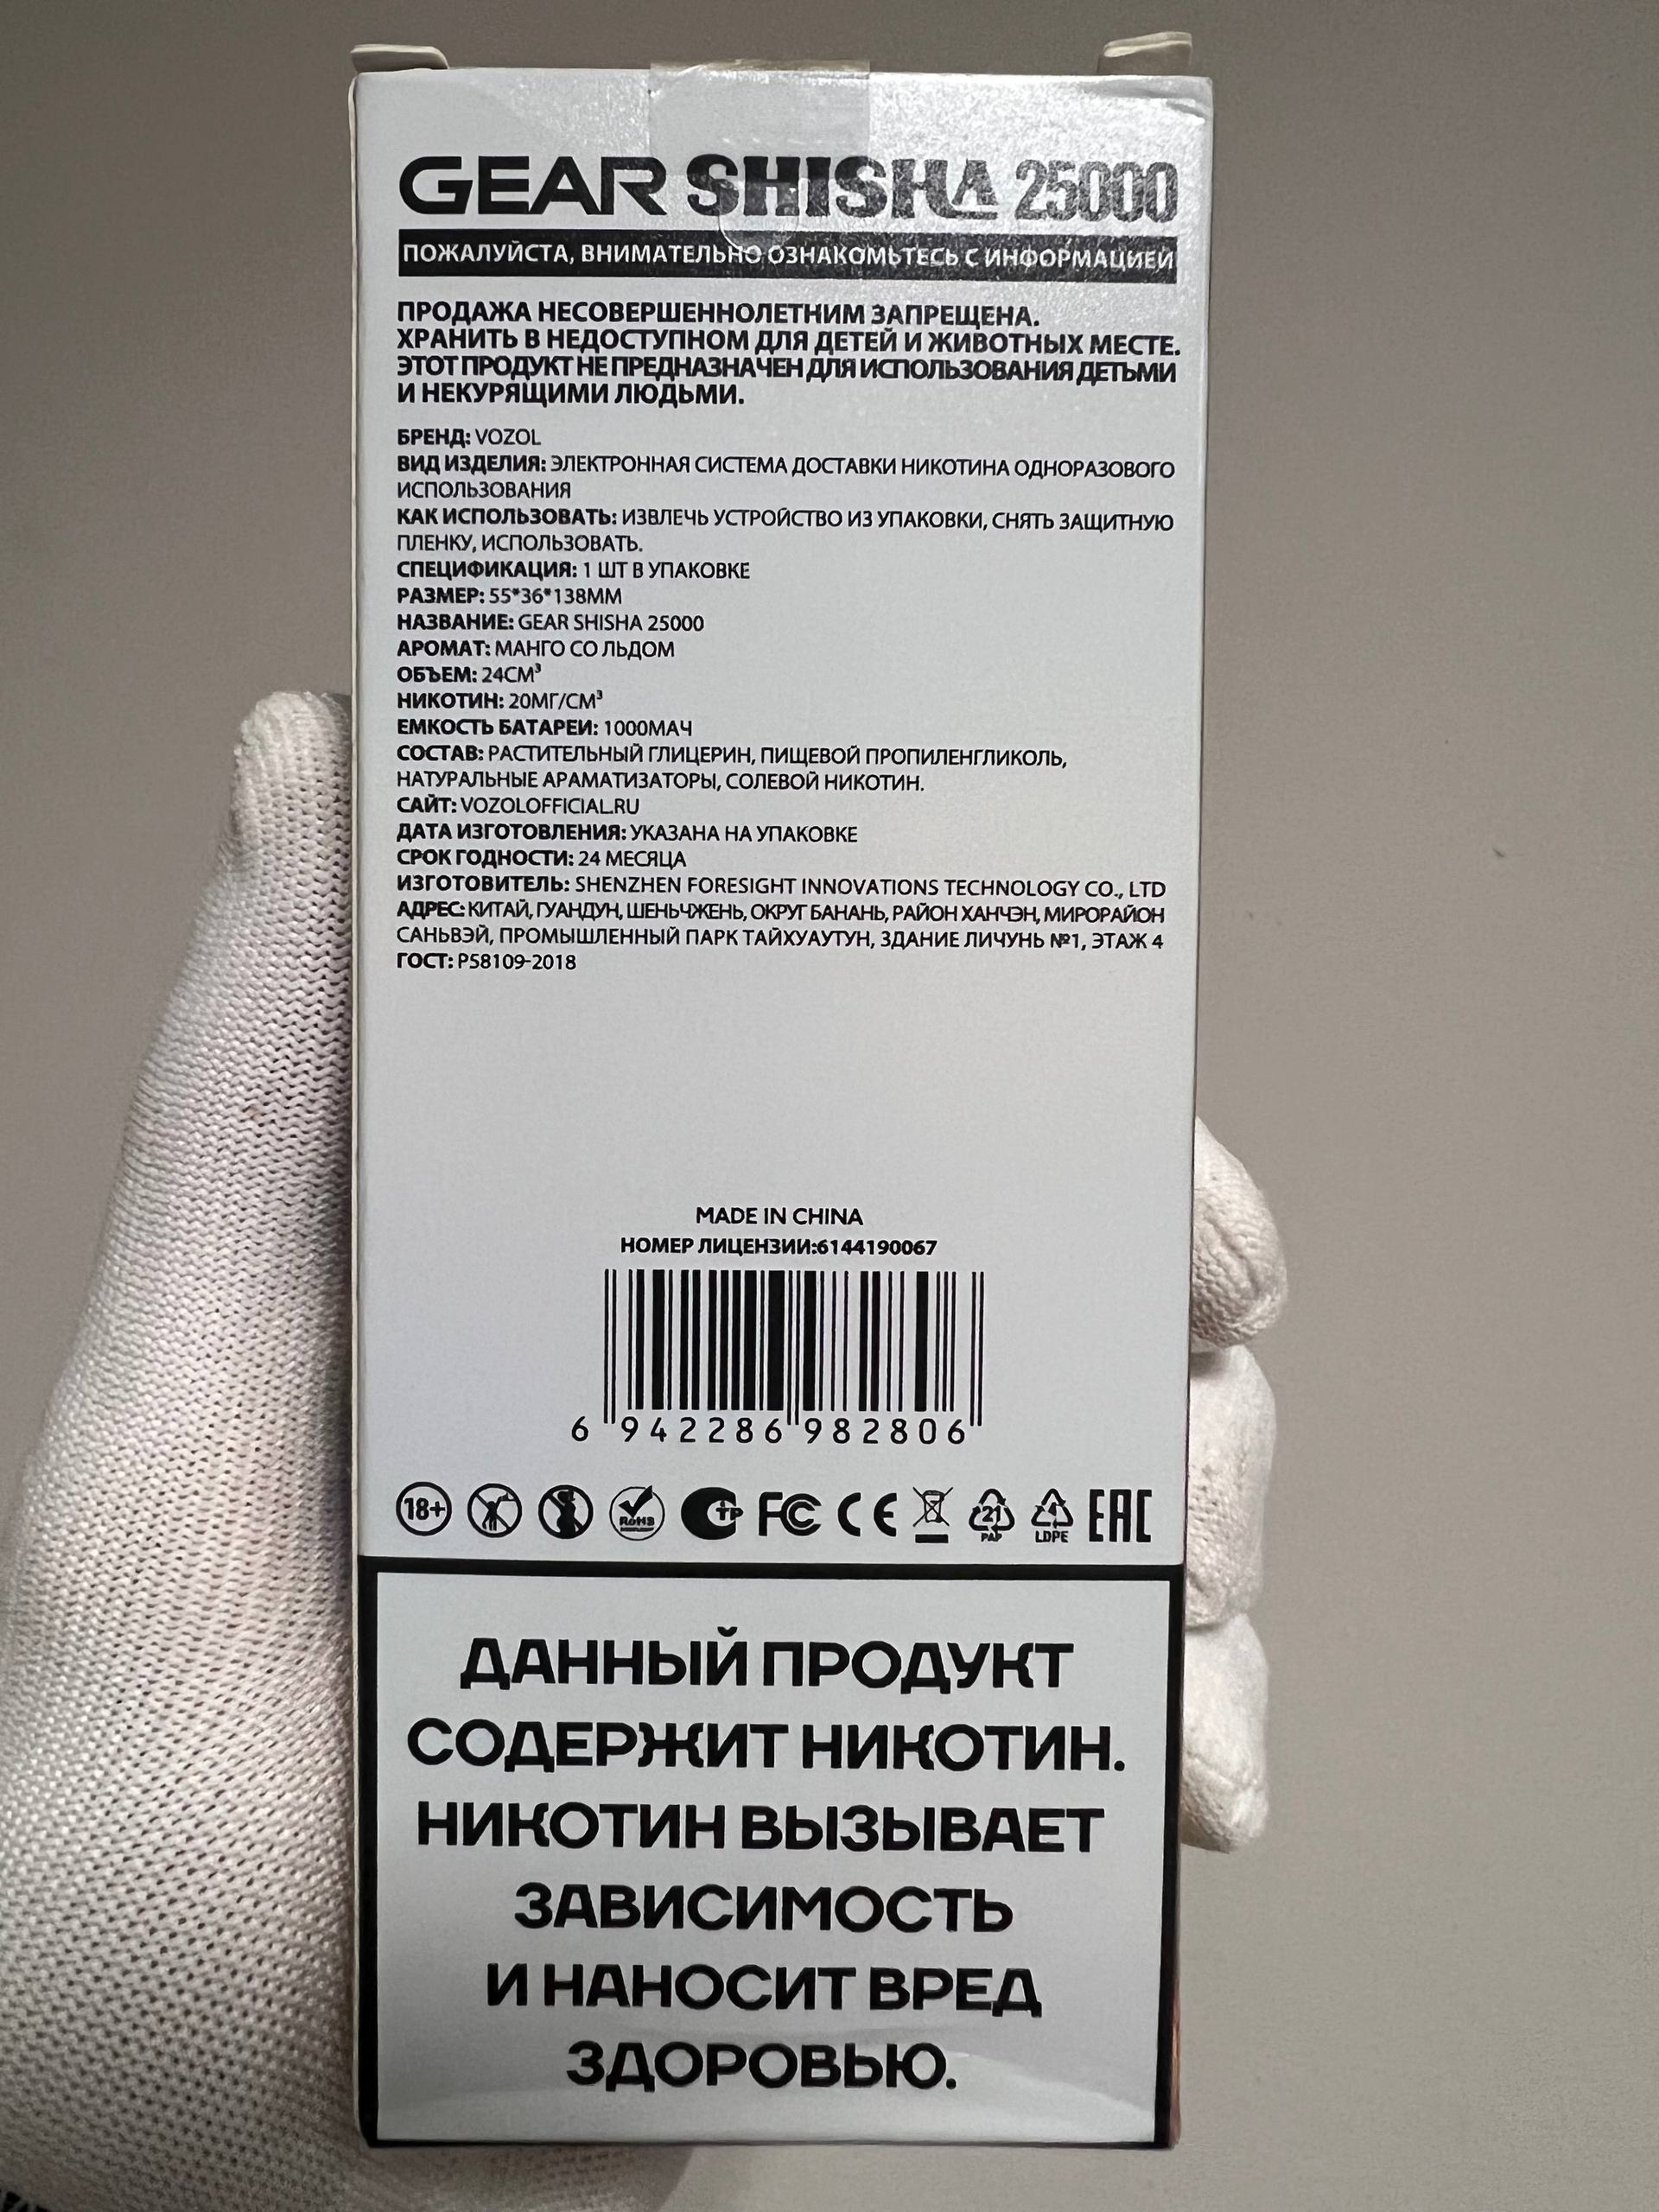 GEAR SHISHA 25000
ПОЖАЛУЙСТА, ВНИМАТЕЛЬНО ОЗНАКОМЬТЕСЬ С ИНФОРМАЦИЕЙ
ПРОДАЖА НЕСОВЕРШЕННОЛЕТНИМ ЗАПРЕЩЕНА.
ХРАНИТЬ В НЕДОСТУПНОМ ДЛЯ ДЕТЕЙ И ЖИВОТНЫХ МЕСТЕ.
ЭТОТ ПРОДУКТ НЕ ПРЕДНАЗНАЧЕН ДЛЯ ИСПОЛЬЗОВАНИЯ ДЕТЬМИ
И НЕКУРЯЩИМИ ЛЮДЬМИ.
БРЕНД: VOZOL
ВИД ИЗДЕЛИЯ: ЭЛЕКТРОННАЯ СИСТЕМА ДОСТАВКИ НИКОТИНА ОДНОРАЗОВОГО
ИСПОЛЬЗОВАНИЯ
КАК ИСПОЛЬЗОВАТЬ: ИЗВЛЕЧЬ УСТРОЙСТВО ИЗ УПАКОВКИ, СНЯТЬ ЗАЩИТНУЮ
ПЛЕНКУ, ИСПОЛЬЗОВАТЬ.
СПЕЦИФИКАЦИЯ: 1 ШТ В УПАКОВКЕ
РАЗМЕР: 55*36*138ММ
НАЗВАНИЕ: GEAR SHISHA 25000
АРОМАТ: МАНГО СО ЛЬДОМ
ОБЪЕМ: 24СМ³
НИКОТИН: 20МГ/СМ³
ЕМКОСТЬ БАТАРЕИ: 1000МАЧ
СОСТАВ: РАСТИТЕЛЬНЫЙ ГЛИЦЕРИН, ПИЩЕВОЙ ПРОПИЛЕНГЛИКОЛЬ,
НАТУРАЛЬНЫЕ АРАМАТИЗАТОРЫ, СОЛЕВОЙ НИКОТИН.
САЙТ: VOZOLOFFICIAL.RU
ДАТА ИЗГОТОВЛЕНИЯ: УКАЗАНА НА УПАКОВКЕ
СРОК ГОДНОСТИ: 24 МЕСЯЦА
ИЗГОТОВИТЕЛЬ: SHENZHEN FORESIGHT INNOVATIONS TECHNOLOGY CO., LTD
АДРЕС: КИТАЙ, ГУАНДУН, ШЕНЬЧЖЕНЬ, ОКРУГ БАНАНЬ, РАЙОН ХАНЧЭН, МИРОРАЙОН
САНЬВЭЙ, ПРОМЫШЛЕННЫЙ ПАРК ТАЙХУАУТУН, ЗДАНИЕ ЛИЧУНЬ №1, ЭТАЖ 4
ГОСТ: Р58109-2018
MADE IN CHINA
НОМЕР ЛИЦЕНЗИИ:6144190067
6 942286 982806
18+ RoHS TP FC CE 21 PAP 4 LDPE EAC
ДАННЫЙ ПРОДУКТ
СОДЕРЖИТ НИКОТИН.
НИКОТИН ВЫЗЫВАЕТ
ЗАВИСИМОСТЬ
И НАНОСИТ ВРЕД
ЗДОРОВЬЮ.